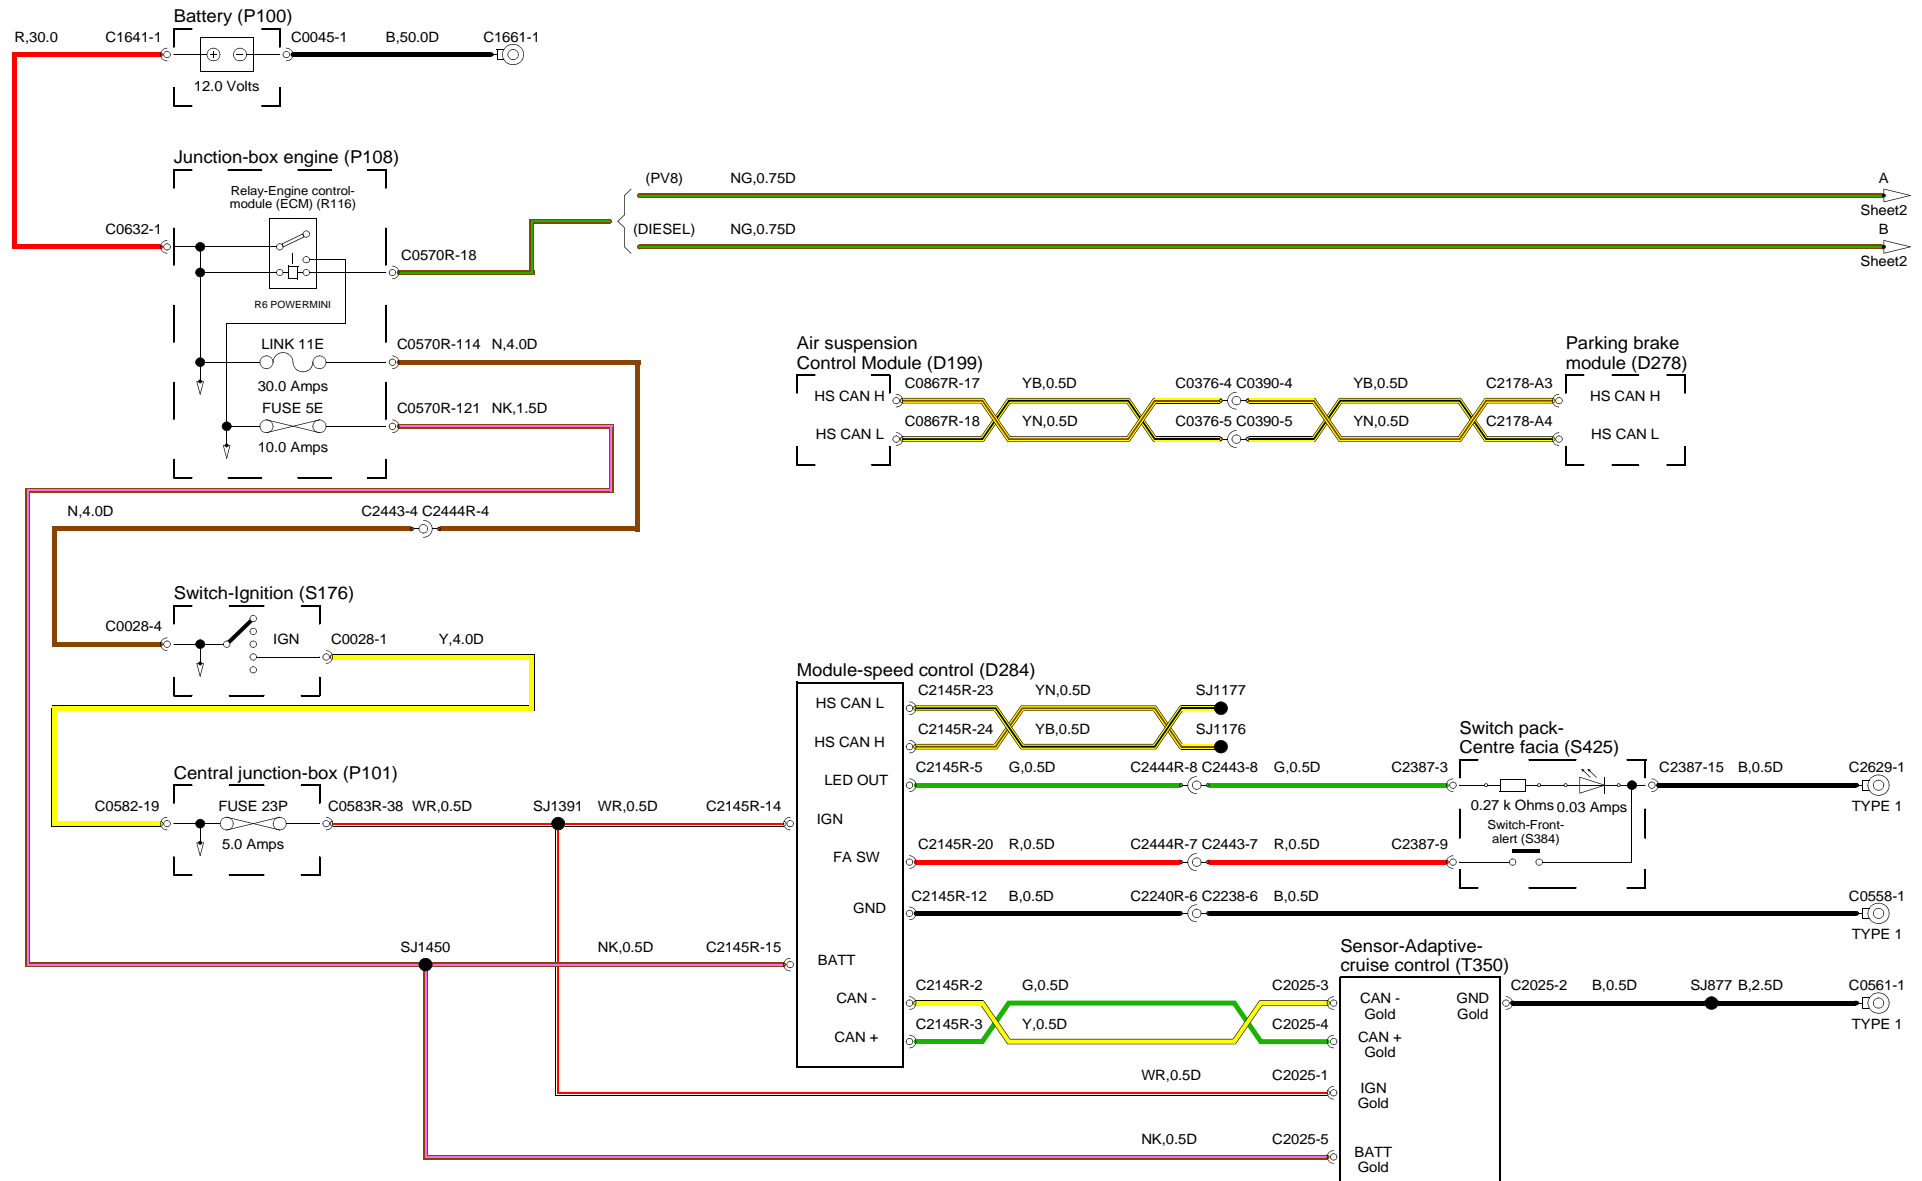 Battery (P100)
R,30.0 C1641-1 C0045-1 B,50.0D C1661-1
12.0 Volts
Junction-box engine (P108)
(PV8) NG,0.75D A
Relay-Engine control-
module (ECM) (R116)
Sheet2
C0632-1 (DIESEL) NG,0.75D B
C0570R-18 Sheet2
R6 POWERMINI
LINK 11E C0570R-114 N,4.0D
30.0 Amps
FUSE 5E C0570R-121 NK,1.5D
10.0 Amps
Air suspension
Control Module (D199)
Parking brake
module (D278)
HS CAN H C0867R-17 YB,0.5D C0376-4 C0390-4 YB,0.5D C2178-A3 HS CAN H
HS CAN L C0867R-18 YN,0.5D C0376-5 C0390-5 YN,0.5D C2178-A4 HS CAN L
N,4.0D C2443-4 C2444R-4
Switch-Ignition (S176)
C0028-4 IGN C0028-1 Y,4.0D
Module-speed control (D284)
HS CAN L C2145R-23 YN,0.5D SJ1177
HS CAN H C2145R-24 YB,0.5D SJ1176
Switch pack-
Centre facia (S425)
LED OUT C2145R-5 G,0.5D C2444R-8 C2443-8 G,0.5D C2387-3 C2387-15 B,0.5D C2629-1
0.27 k Ohms 0.03 Amps TYPE 1
Central junction-box (P101)
C0582-19 FUSE 23P C0583R-38 WR,0.5D SJ1391 WR,0.5D C2145R-14 IGN
5.0 Amps
Switch-Front-
alert (S384)
FA SW C2145R-20 R,0.5D C2444R-7 C2443-7 R,0.5D C2387-9
GND C2145R-12 B,0.5D C2240R-6 C2238-6 B,0.5D C0558-1
TYPE 1
SJ1450 NK,0.5D C2145R-15 BATT
Sensor-Adaptive-
cruise control (T350)
CAN - C2145R-2 G,0.5D C2025-3 CAN -
Gold
GND
Gold
C2025-2 B,0.5D SJ877 B,2.5D C0561-1
TYPE 1
CAN + C2145R-3 Y,0.5D C2025-4 CAN +
Gold
WR,0.5D C2025-1 IGN
Gold
NK,0.5D C2025-5 BATT
Gold